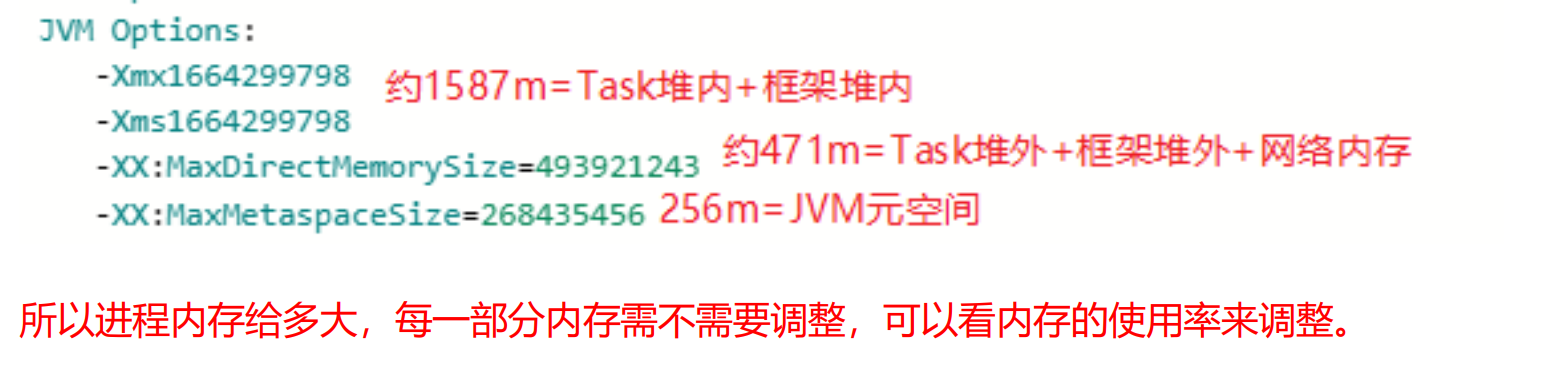 JVM Options:
-Xmx1664299798 约1587m=Task堆内+框架堆内
-Xms1664299798
-XX:MaxDirectMemorySize=493921243 约471m=Task堆外+框架堆外+网络内存
-XX:MaxMetaspaceSize=268435456 256m=JVM元空间
所以进程内存给多大，每一部分内存需不需要调整，可以看内存的使用率来调整。